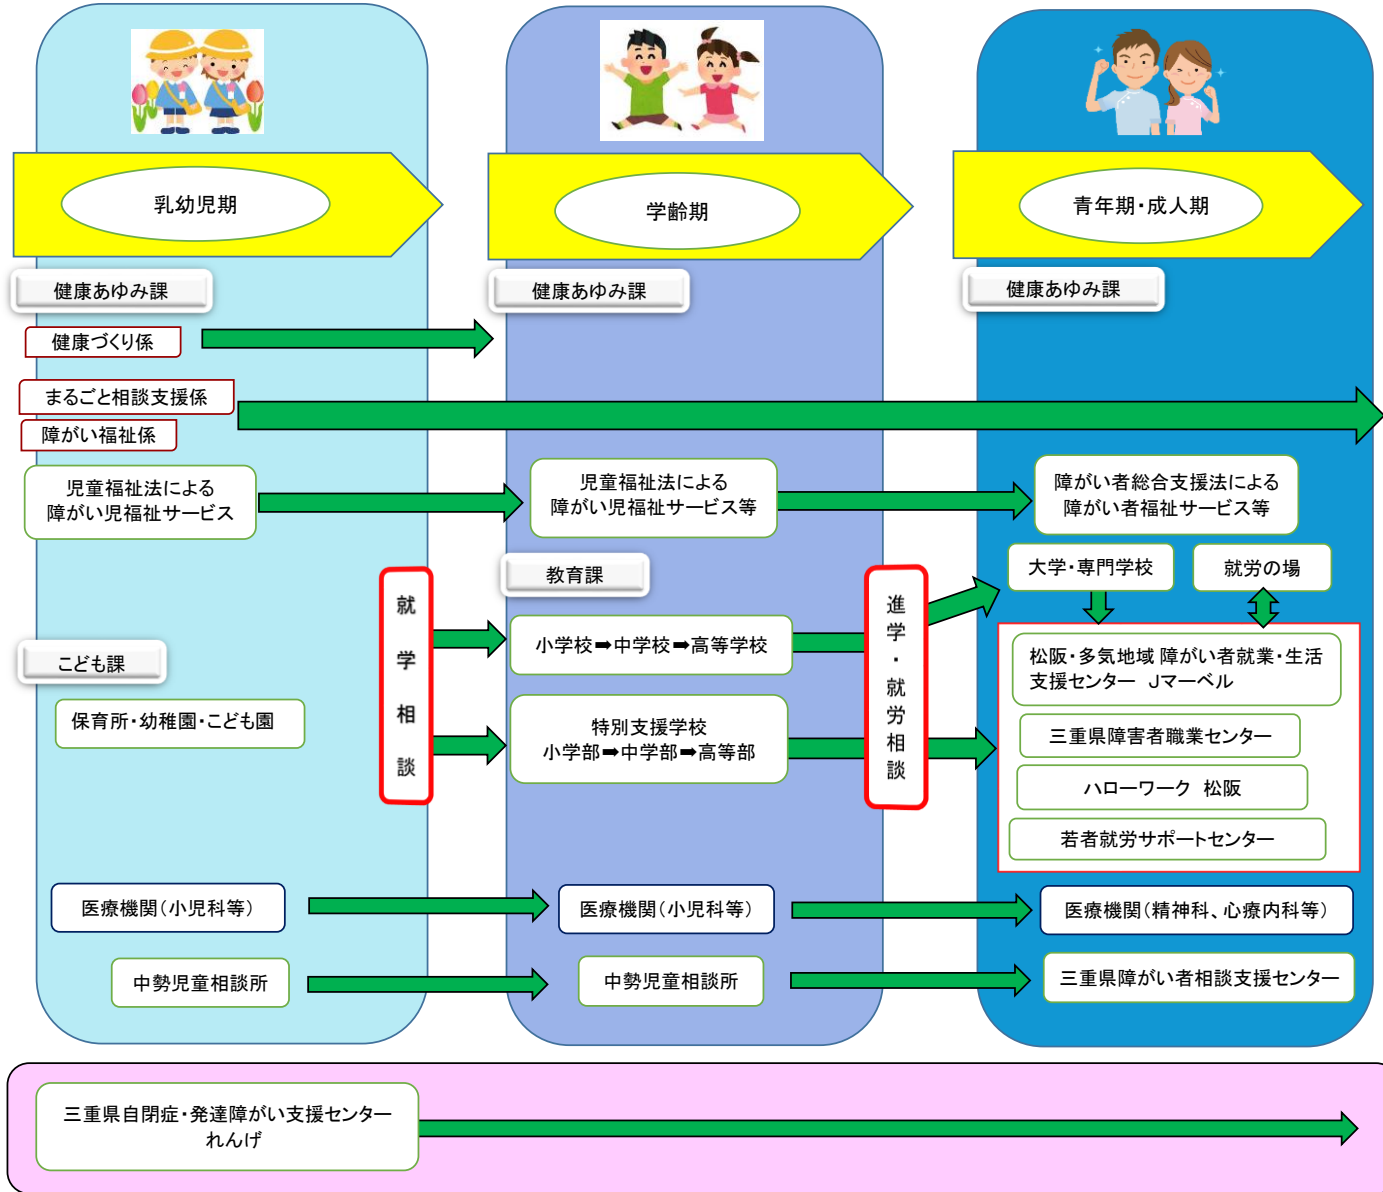 乳幼児期
学齢期
青年期・成人期
健康あゆみ課
健康あゆみ課
健康あゆみ課
健康づくり係
まるごと相談支援係
障がい福祉係
児童福祉法による
障がい児福祉サービス
児童福祉法による
障がい児福祉サービス等
障がい者総合支援法による
障がい者福祉サービス等
就学相談
教育課
進学・就労相談
大学・専門学校
就労の場
小学校➡中学校➡高等学校
こども課
保育所・幼稚園・こども園
特別支援学校
小学部➡中学部➡高等部
松阪・多気地域 障がい者就業・生活
支援センター Jマーベル
三重県障害者職業センター
ハローワーク 松阪
若者就労サポートセンター
医療機関(小児科等)
医療機関(小児科等)
医療機関(精神科、心療内科等)
中勢児童相談所
中勢児童相談所
三重県障がい者相談支援センター
三重県自閉症・発達障がい支援センター
れんげ